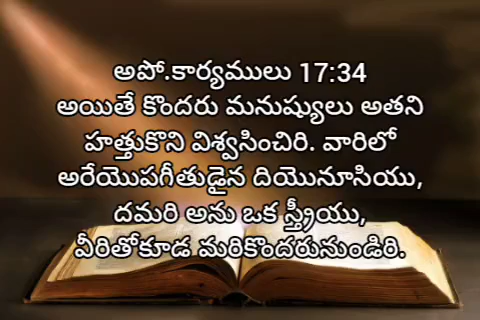 అపో.కార్యములు 17:34
అయితే కొందరు మనుష్యులు అతని
హత్తుకొని విశ్వసించిరి. వారిలో
అరేయొపగీతుడైన దియొనూసియు,
దమరి అను ఒక స్త్రీయు,
వీరితోకూడ మరికొందరునుండిరి.